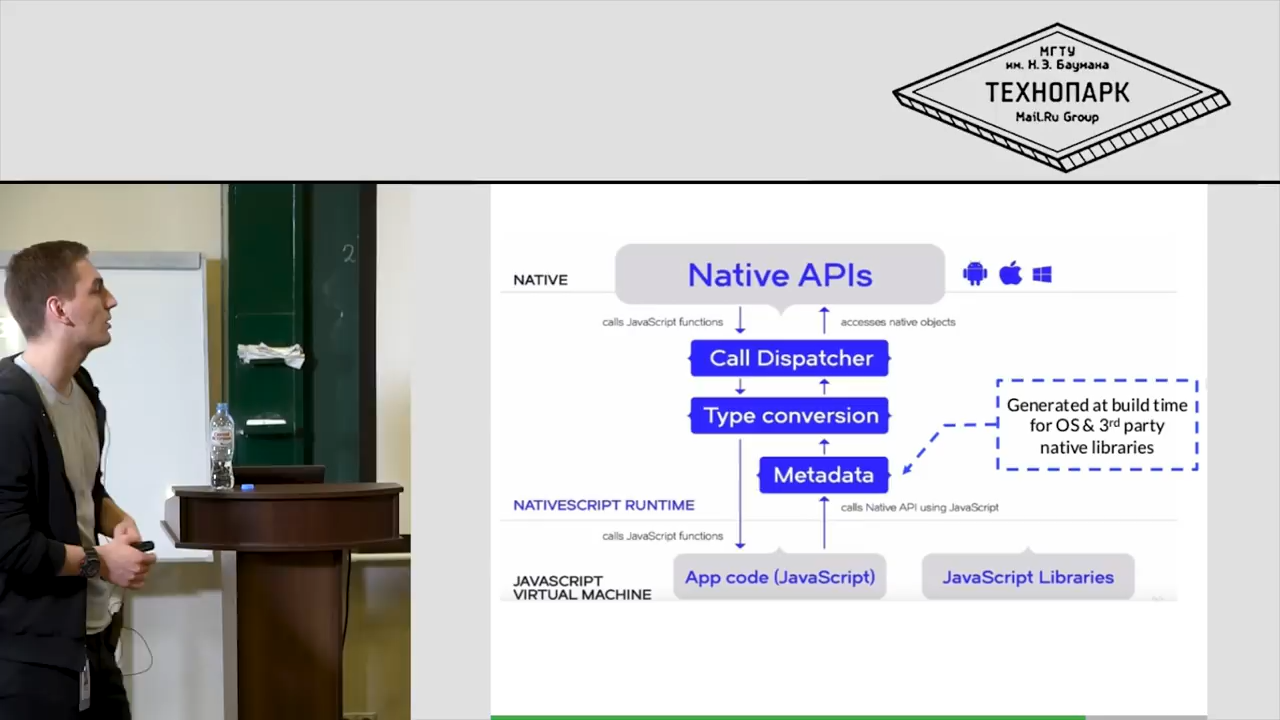 МГТУ
им. Н.Э. Баумана
ТЕХНОПАРК
Mail.Ru Group
2
NATIVE
Native APIs
calls JavaScript functions
accesses native objects
Call Dispatcher
Type conversion
Generated at build time
for OS & 3rd party
native libraries
Metadata
NATIVESCRIPT RUNTIME
calls Native API using JavaScript
calls JavaScript functions
JAVASCRIPT
VIRTUAL MACHINE
App code (JavaScript)
JavaScript Libraries